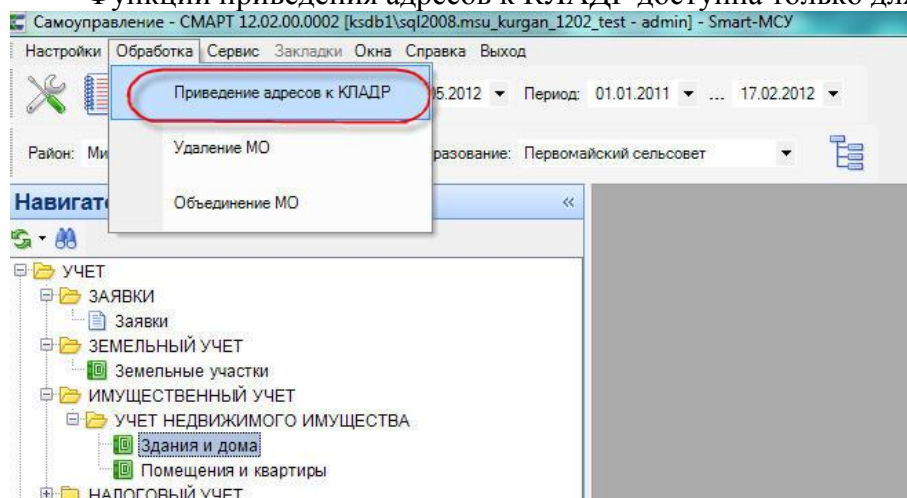 Функции приведения адресов к КЛАДР доступна только для
Самоуправление - СМАРТ 12.02.00.0002 [ksdb1\sql2008.msu_kurgan_1202_test - admin] - Smart-МСУ
Настройки Обработка Сервис Закладки Окна Справка Выход
Приведение адресов к КЛАДР
05.2012 Период: 01.01.2011 ... 17.02.2012
Удаление МО
Район: Ми разование: Первомайский сельсовет
Объединение МО
Навигат «
УЧЕТ
ЗАЯВКИ
Заявки
ЗЕМЕЛЬНЫЙ УЧЕТ
Земельные участки
ИМУЩЕСТВЕННЫЙ УЧЕТ
УЧЕТ НЕДВИЖИМОГО ИМУЩЕСТВА
Здания и дома
Помещения и квартиры
НАЛОГОВЫЙ УЧЕТ